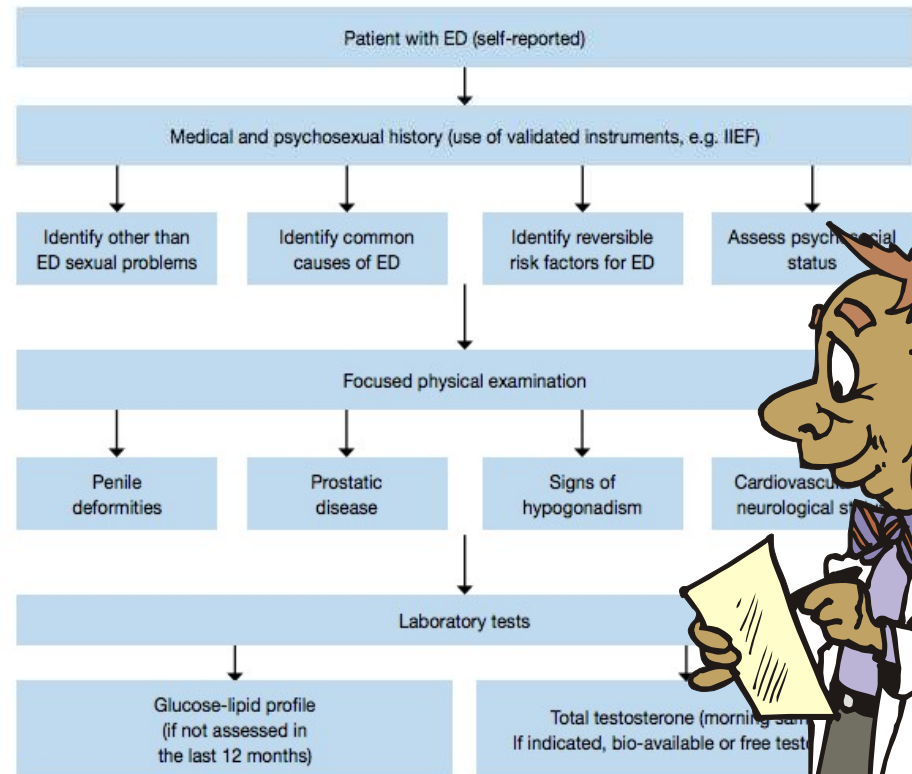 Patient with ED (self-reported)
Medical and psychosexual history (use of validated instruments, e.g. IIEF)
Identify other than
ED sexual problems
Identify common
causes of ED
Identify reversible
risk factors for ED
Assess psychosocial
status
Focused physical examination
Penile
deformities
Prostatic
disease
Signs of
hypogonadism
Cardiovascular
neurological
Laboratory tests
Glucose-lipid profile
(if not assessed in
the last 12 months)
Total testosterone (morning
If indicated, bio-available or free